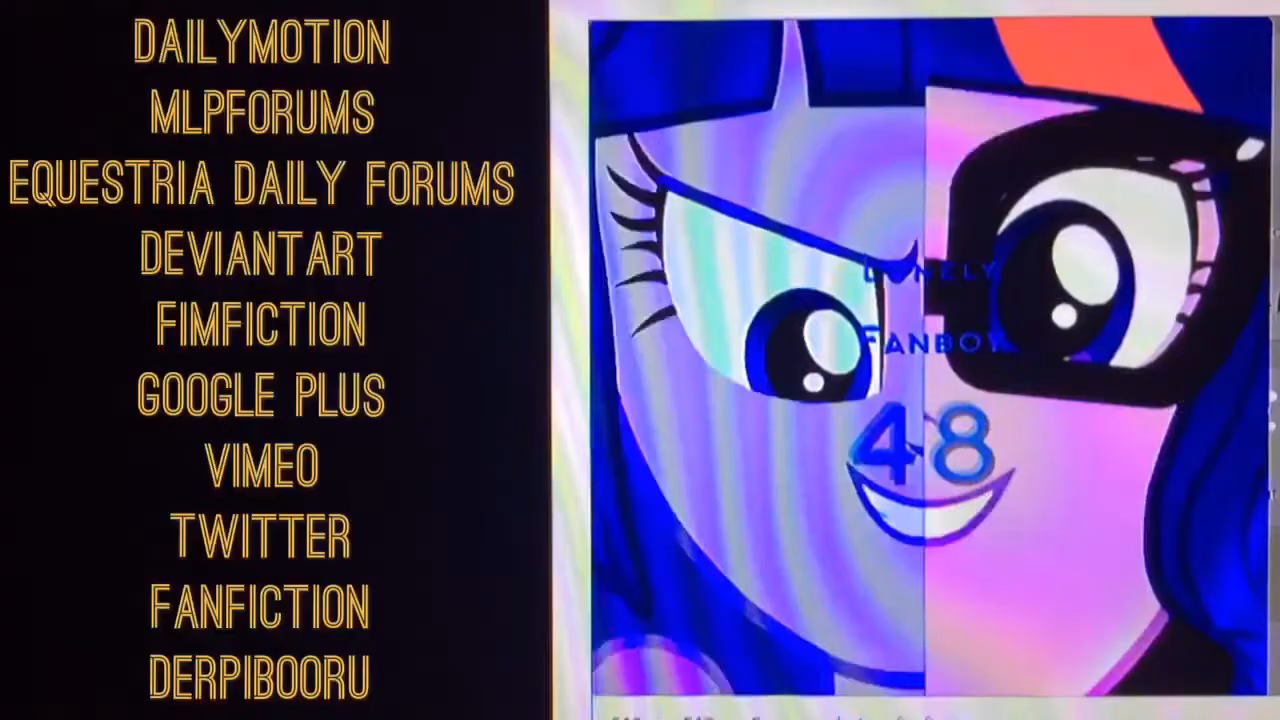 DAILYMOTION
MLPFORUMS
EQUESTRIA DAILY FORUMS
DEVIANTART
FIMFICTION
GOOGLE PLUS
VIMEO
TWITTER
FANFICTION
DERPIBOORU
LONELY
FANBOY
48